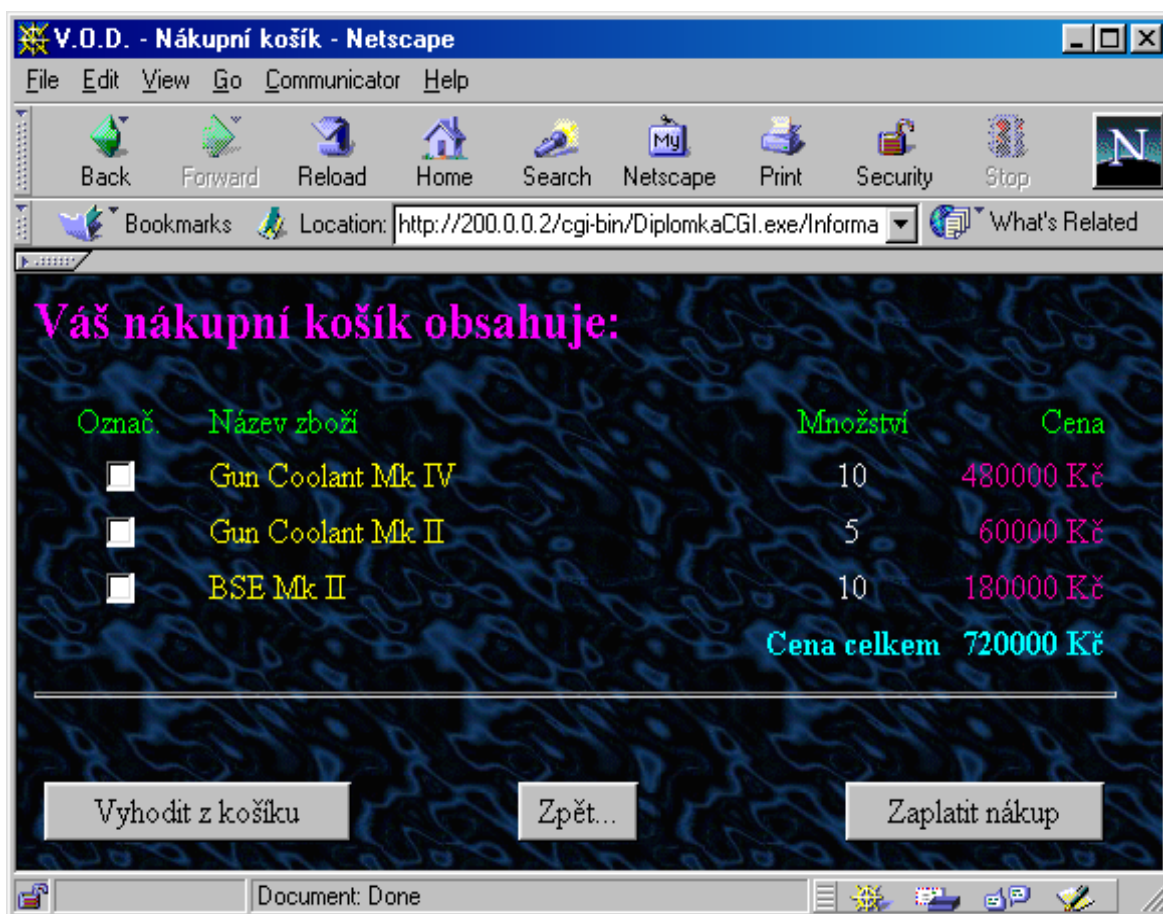 V.O.D. - Nákupní košík - Netscape
File Edit View Go Communicator Help
My N
Back Forward Reload Home Search Netscape Print Security Stop
Bookmarks Location: http://200.0.0.2/cgi-bin/DiplomkaCGI.exe/Informa What's Related
Váš nákupní košík obsahuje:
Označ. Název zboží Množství Cena
Gun Coolant Mk IV 10 480000 Kč
Gun Coolant Mk II 5 60000 Kč
BSE Mk II 10 180000 Kč
Cena celkem 720000 Kč
Vyhodit z košíku Zpět... Zaplatit nákup
Document: Done